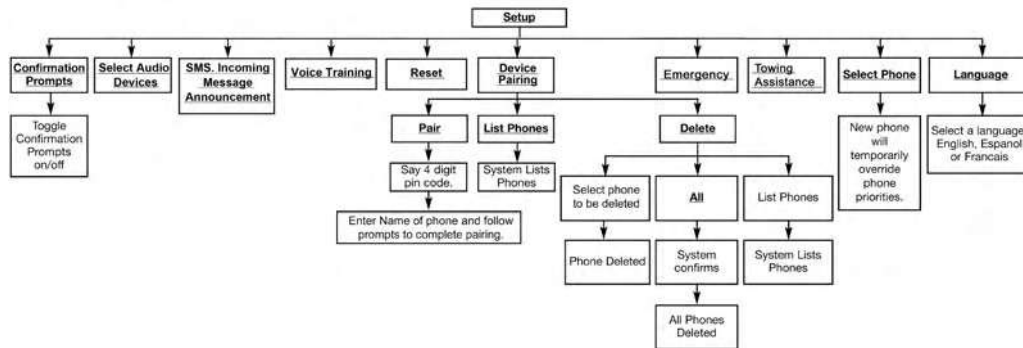 Setup
Confirmation
Prompts
Select Audio
Devices
SMS. Incoming
Message
Announcement
Voice Training
Reset
Device
Pairing
Emergency
Towing
Assistance
Select Phone
Language
Toggle
Confirmation
Prompts
on/off
Pair
List Phones
Delete
New phone
will
temporarily
override
phone
priorities.
Select a language
English, Espanol
or Francais
Say 4 digit
pin code.
System Lists
Phones
Select phone
to be deleted
All
List Phones
Enter Name of phone and follow
prompts to complete pairing.
Phone Deleted
System
confirms
System Lists
Phones
All Phones
Deleted